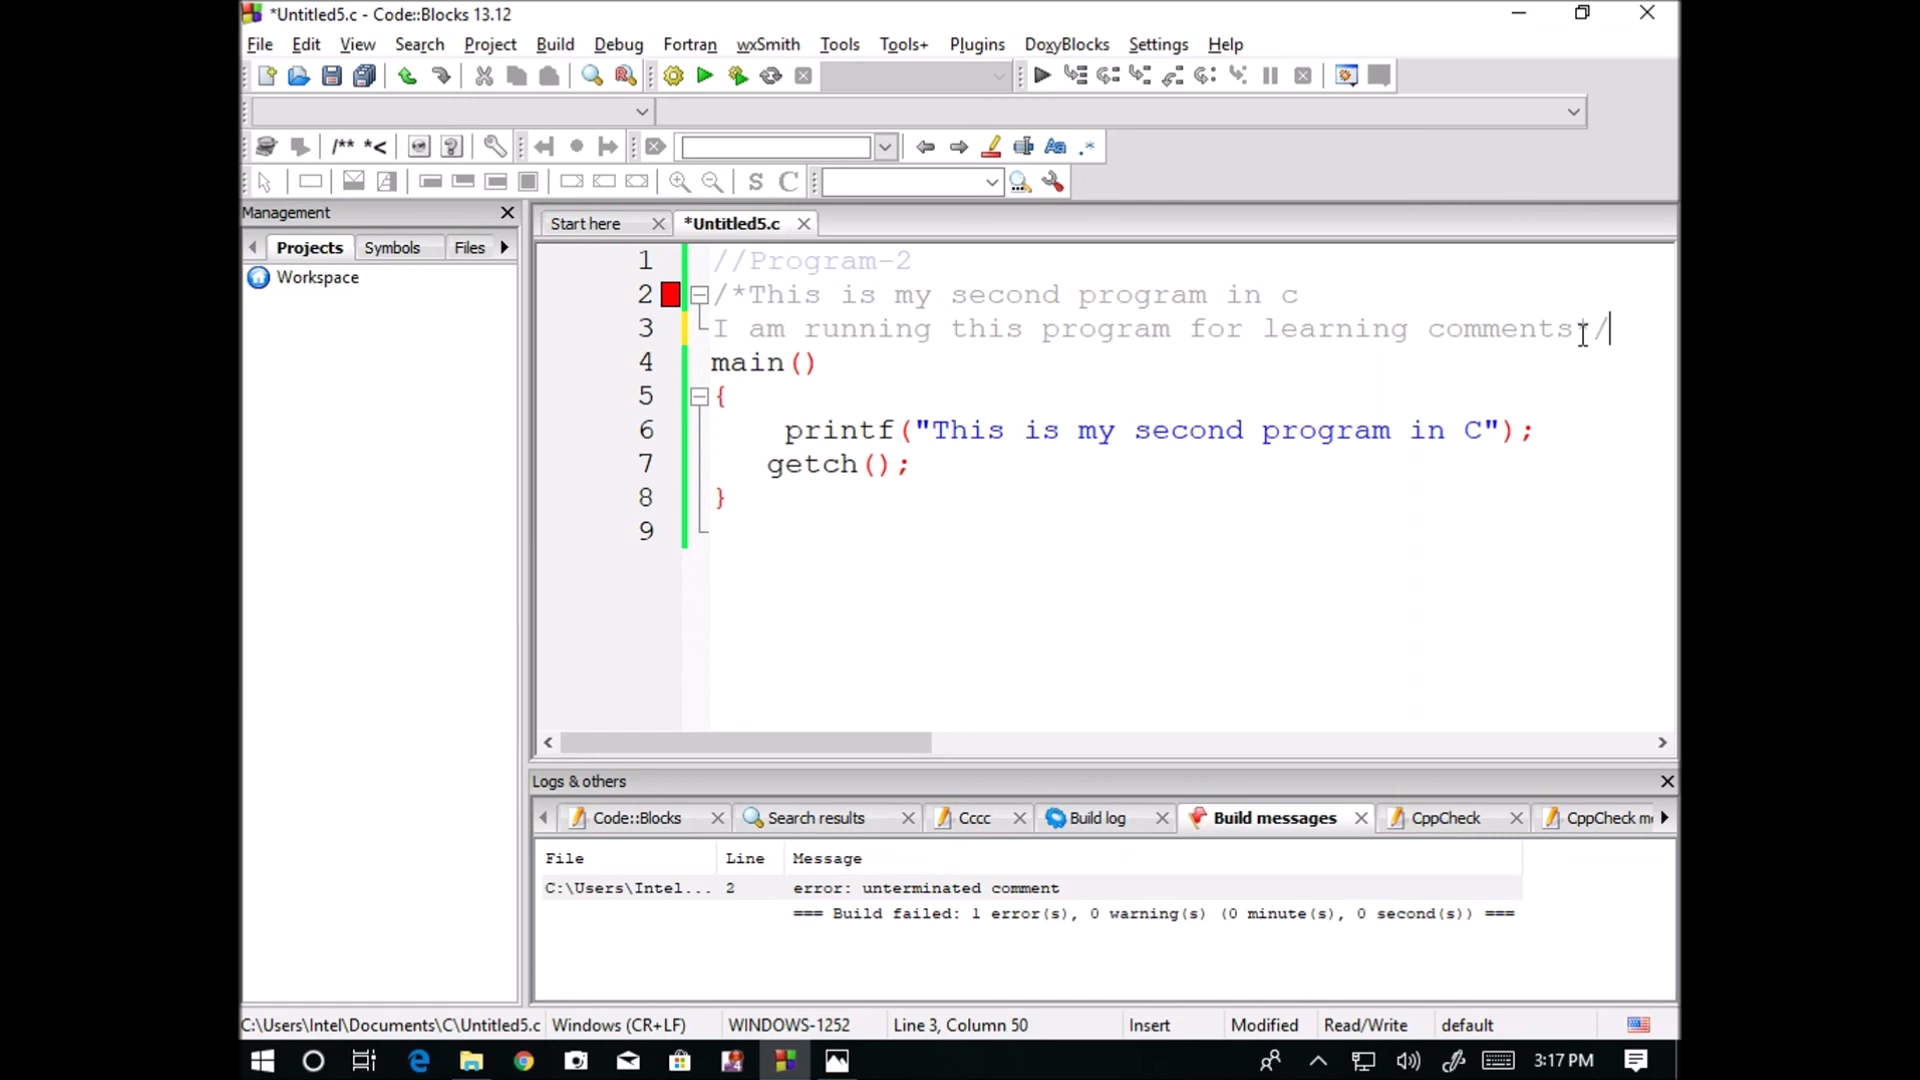 *Untitled5.c - Code::Blocks 13.12
File Edit View Search Project Build Debug Fortran wxSmith Tools Tools+ Plugins DoxyBlocks Settings Help
/** *<
S C
Management
Projects Symbols Files
Workspace
Start here *Untitled5.c
1 //Program-2
2 /*This is my second program in c
3 I am running this program for learning comments*/
4 main()
5 {
6 printf("This is my second program in C");
7 getch();
8 }
9
Logs & others
Code::Blocks Search results Cccc Build log Build messages CppCheck CppCheck me
File Line Message
C:\Users\Intel... 2 error: unterminated comment
=== Build failed: 1 error(s), 0 warning(s) (0 minute(s), 0 second(s)) ===
C:\Users\Intel\Documents\C\Untitled5.c Windows (CR+LF) WINDOWS-1252 Line 3, Column 50 Insert Modified Read/Write default
3:17 PM